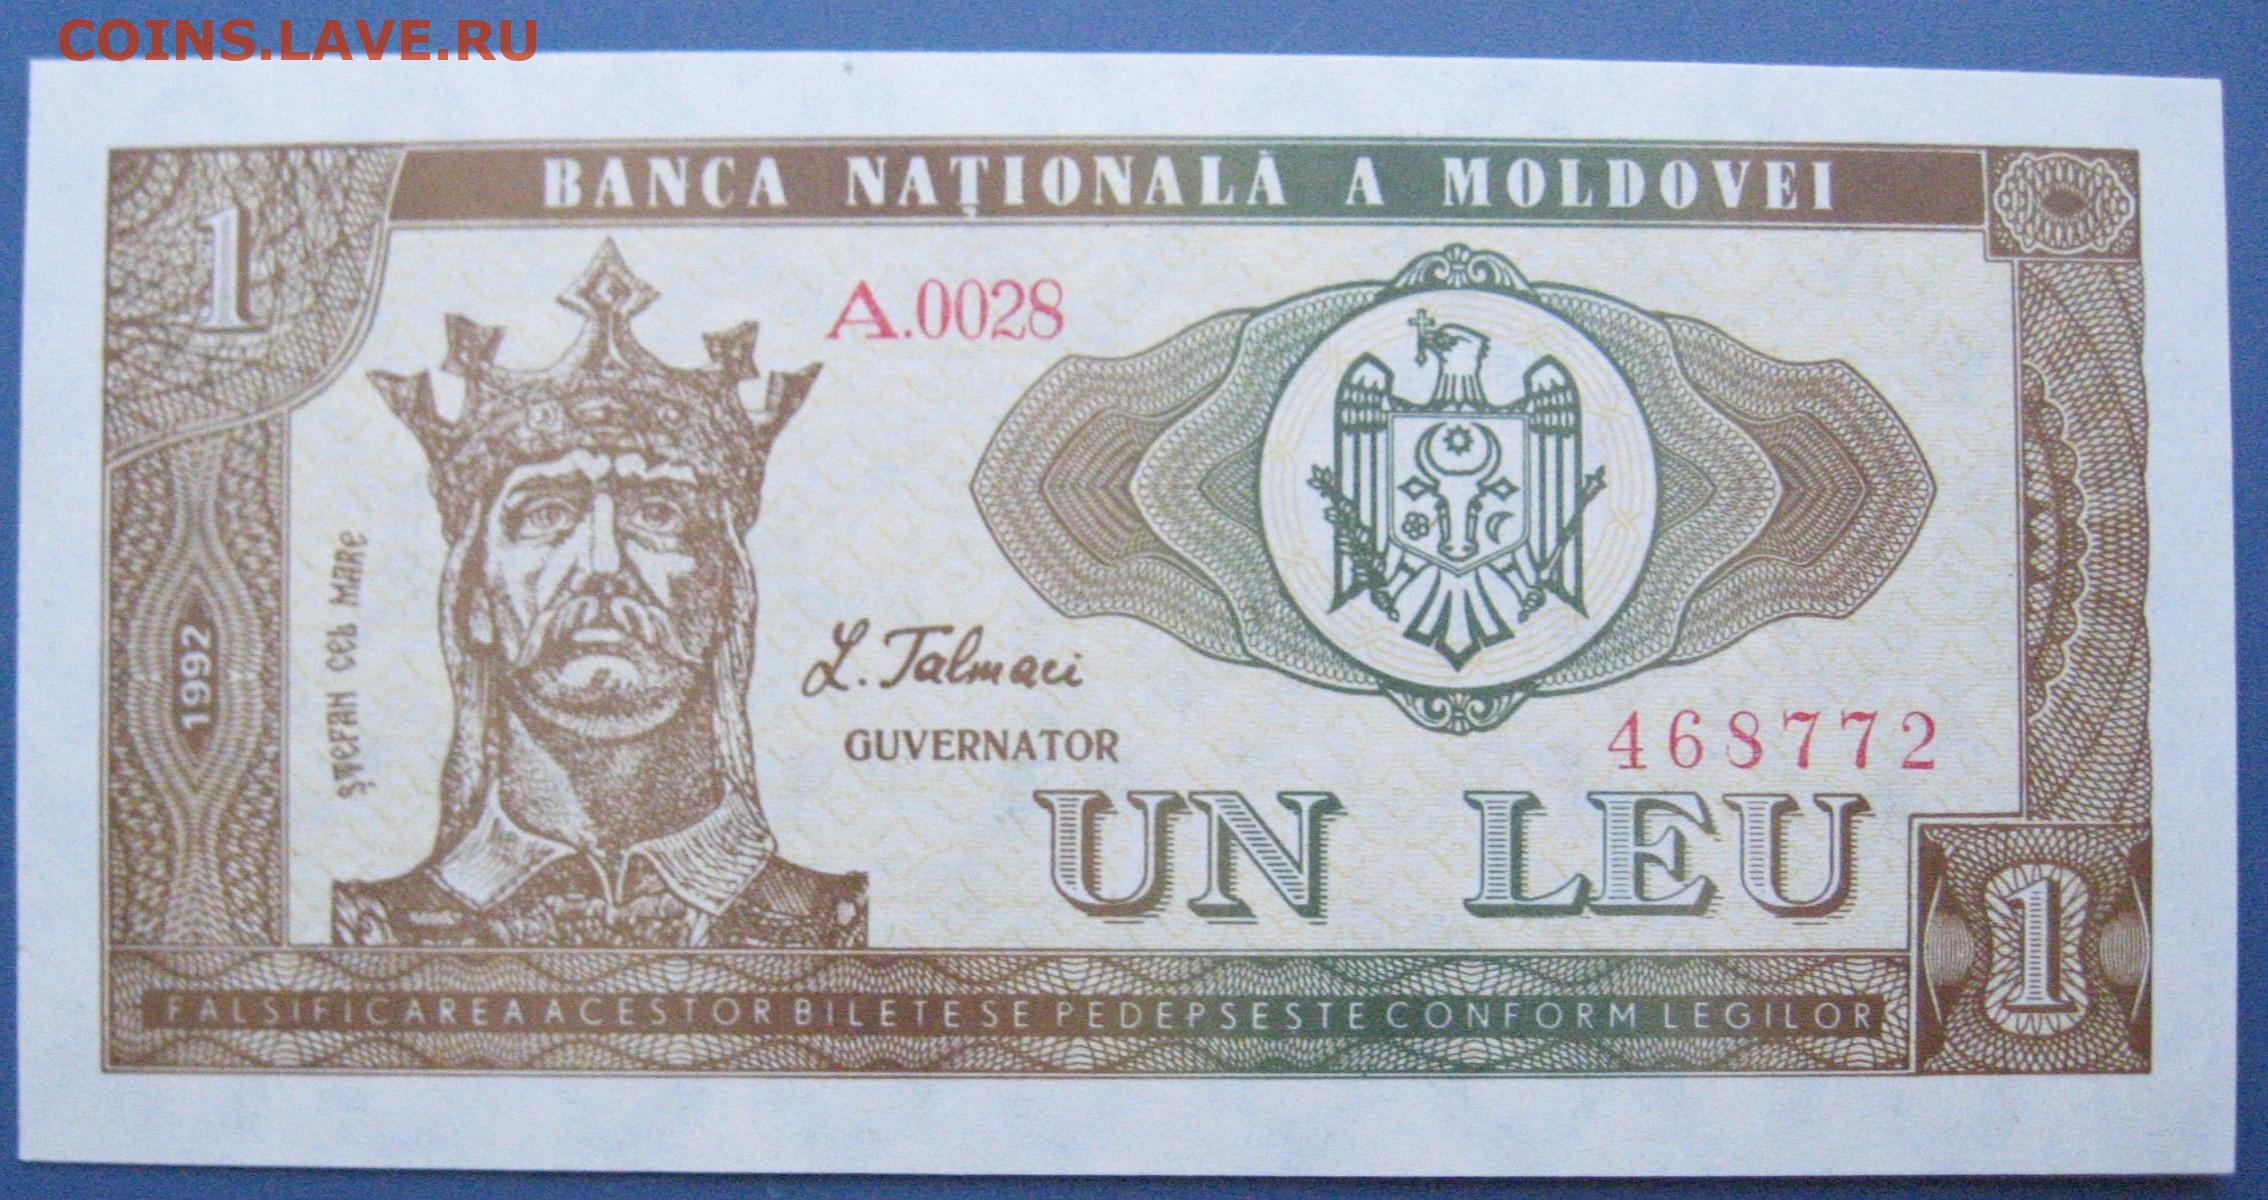 COINS.LAVE.RU
BANCA NAȚIONALĂ A MOLDOVEI
1
A.0028
ȘTEFAN CEL MARE
1992
L. Talmaci
GUVERNATOR
468772
UN LEU
1
FALSIFICAREA ACESTOR BILETE SE PEDEPSESTE CONFORM LEGILOR